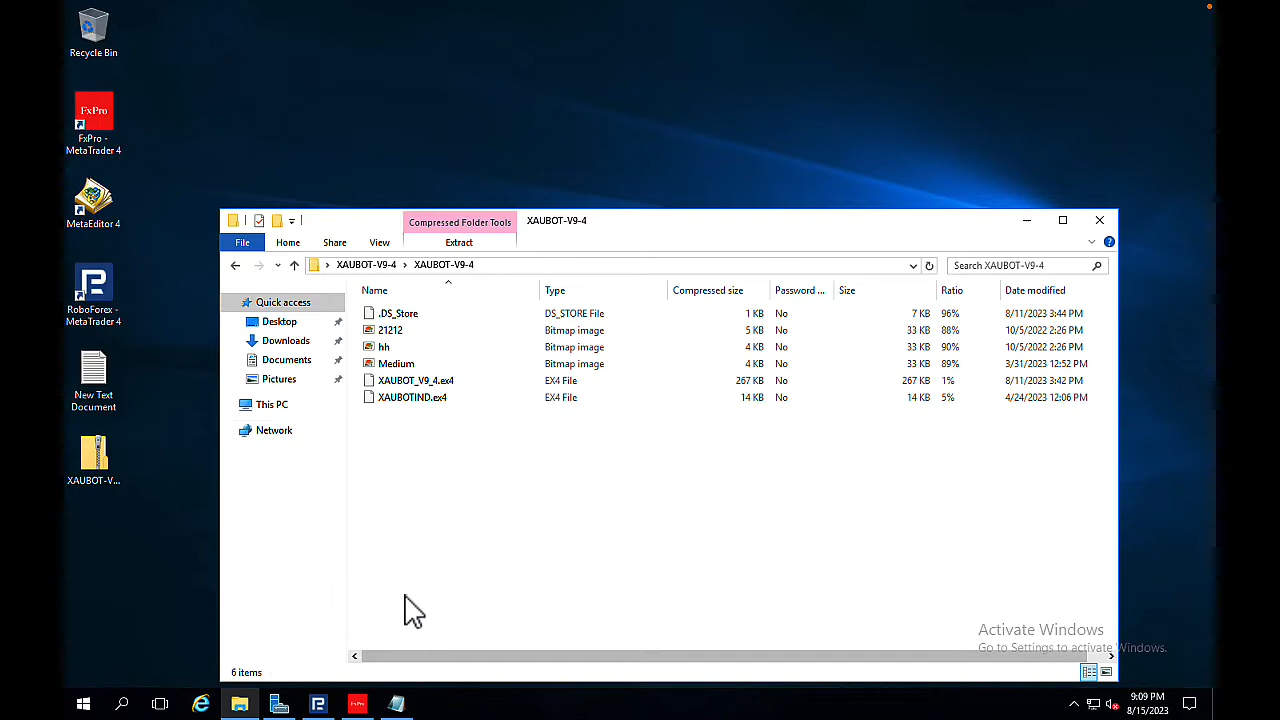 Recycle Bin
FxPro
FxPro -
MetaTrader 4
MetaEditor 4
RoboForex -
MetaTrader 4
New Text
Document
XAUBOT-V...
Compressed Folder Tools
XAUBOT-V9-4
File
Home
Share
View
Extract
XAUBOT-V9-4 > XAUBOT-V9-4
Search XAUBOT-V9-4
Quick access
Desktop
Downloads
Documents
Pictures
This PC
Network
Name Type Compressed size Password ... Size Ratio Date modified
.DS_Store DS_STORE File 1 KB No 7 KB 96% 8/11/2023 3:44 PM
21212 Bitmap image 5 KB No 33 KB 88% 10/5/2022 2:26 PM
hh Bitmap image 4 KB No 33 KB 90% 10/5/2022 2:26 PM
Medium Bitmap image 4 KB No 33 KB 89% 3/31/2023 12:52 PM
XAUBOT_V9_4.ex4 EX4 File 267 KB No 267 KB 1% 8/11/2023 3:42 PM
XAUBOTIND.ex4 EX4 File 14 KB No 14 KB 5% 4/24/2023 12:06 PM
Activate Windows
Go to Settings to activate Windows.
6 items
FxPro
9:09 PM
8/15/2023